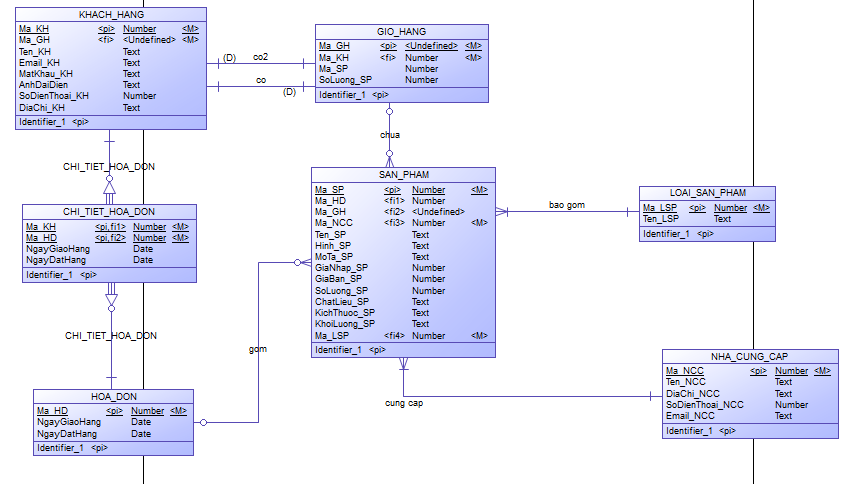 KHACH_HANG
Ma_KH <pi> Number <M>
Ma_GH <fi> <Undefined> <M>
Ten_KH Text
Email_KH Text
MatKhau_KH Text
AnhDaiDien Text
SoDienThoai_KH Number
DiaChi_KH Text
Identifier_1 <pi>
(D) co2
co
(D)
GIO_HANG
Ma_GH <pi> <Undefined> <M>
Ma_KH <fi> Number <M>
Ma_SP Number
SoLuong_SP Number
Identifier_1 <pi>
chua
CHI_TIET_HOA_DON
CHI_TIET_HOA_DON
Ma_KH <pi,fi1> Number <M>
Ma_HD <pi,fi2> Number <M>
NgayGiaoHang Date
NgayDatHang Date
Identifier_1 <pi>
CHI_TIET_HOA_DON
SAN_PHAM
Ma_SP <pi> Number <M>
Ma_HD <fi1> Number
Ma_GH <fi2> <Undefined>
Ma_NCC <fi3> Number <M>
Ten_SP Text
Hinh_SP Text
MoTa_SP Text
GiaNhap_SP Number
GiaBan_SP Number
SoLuong_SP Number
ChatLieu_SP Text
KichThuoc_SP Text
KhoiLuong_SP Text
Ma_LSP <fi4> Number <M>
Identifier_1 <pi>
bao gom
LOAI_SAN_PHAM
Ma_LSP <pi> Number <M>
Ten_LSP Text
Identifier_1 <pi>
gom
cung cap
HOA_DON
Ma_HD <pi> Number <M>
NgayGiaoHang Date
NgayDatHang Date
Identifier_1 <pi>
NHA_CUNG_CAP
Ma_NCC <pi> Number <M>
Ten_NCC Text
DiaChi_NCC Text
SoDienThoai_NCC Number
Email_NCC Text
Identifier_1 <pi>